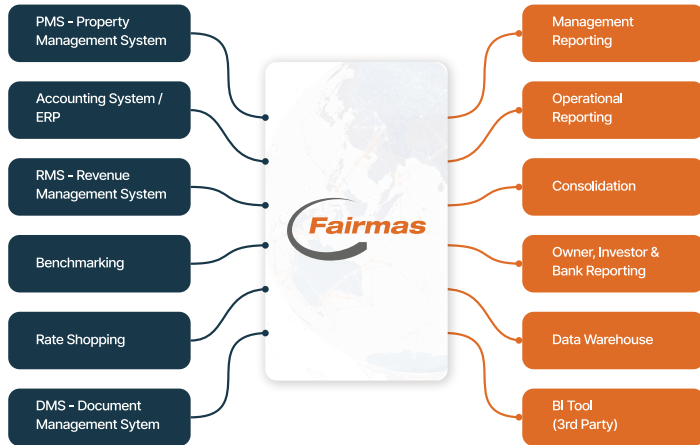 PMS - Property
Management System
Accounting System /
ERP
RMS - Revenue
Management System
Benchmarking
Rate Shopping
DMS - Document
Management Sytem
Fairmas
Management
Reporting
Operational
Reporting
Consolidation
Owner, Investor &
Bank Reporting
Data Warehouse
BI Tool
(3rd Party)